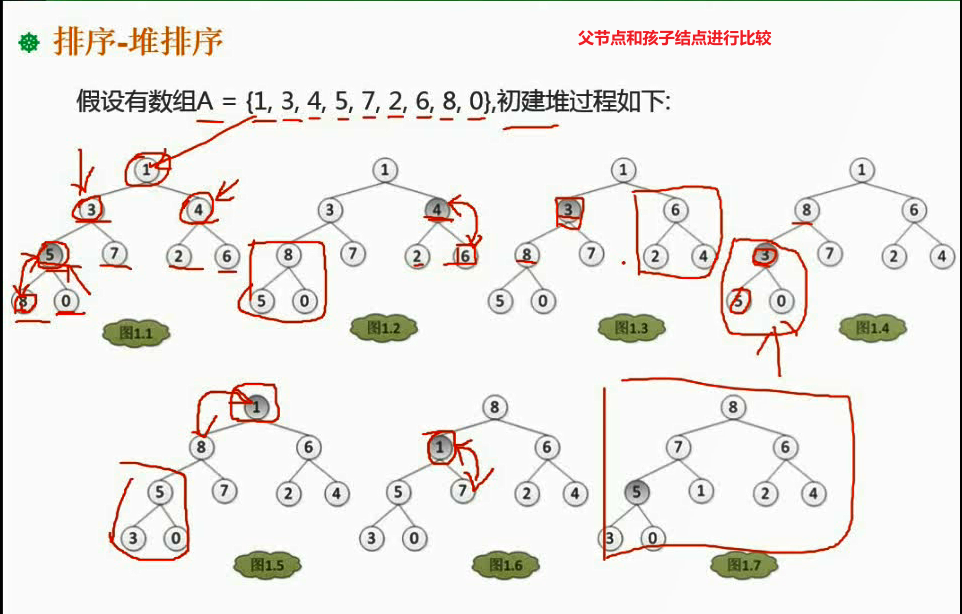 排序-堆排序
父节点和孩子结点进行比较
假设有数组A = {1, 3, 4, 5, 7, 2, 6, 8, 0},初建堆过程如下:
1
3 4
5 7 2 6
8 0
图1.1
1
3 4
8 7 2 6
5 0
图1.2
1
3 6
8 7 2 4
5 0
图1.3
1
8 6
3 7 2 4
5 0
图1.4
1
8 6
5 7 2 4
3 0
图1.5
8
1 6
5 7 2 4
3 0
图1.6
8
7 6
5 1 2 4
3 0
图1.7